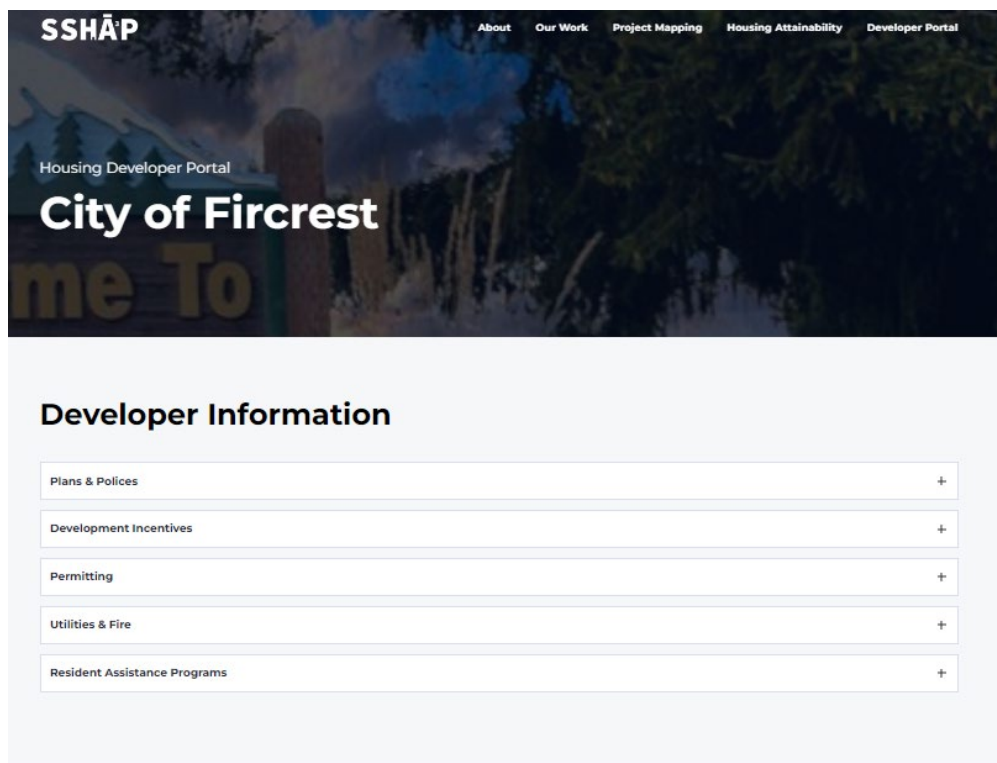 SSHA³P
About Our Work Project Mapping Housing Attainability Developer Portal
Housing Developer Portal
City of Fircrest
me To
Developer Information
Plans & Polices +
Development Incentives +
Permitting +
Utilities & Fire +
Resident Assistance Programs +